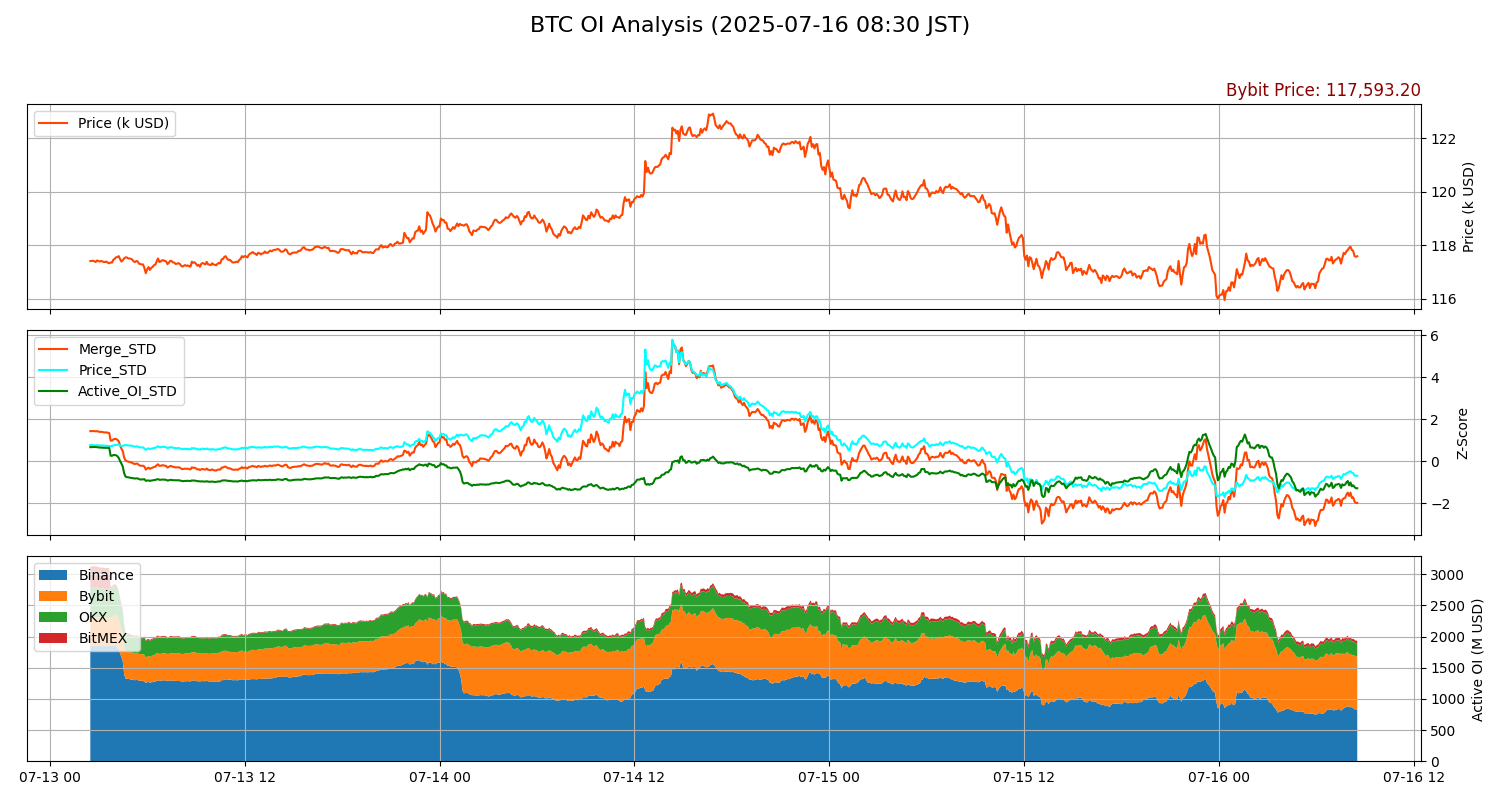 BTC OI Analysis (2025-07-16 08:30 JST)
Bybit Price: 117,593.20
Price (k USD)
122
120
118
116
Price (k USD)
Merge_STD
Price_STD
Active_OI_STD
6
4
2
0
−2
Z-Score
Binance
Bybit
OKX
BitMEX
3000
2500
2000
1500
1000
500
0
Active OI (M USD)
07-13 00 07-13 12 07-14 00 07-14 12 07-15 00 07-15 12 07-16 00 07-16 12